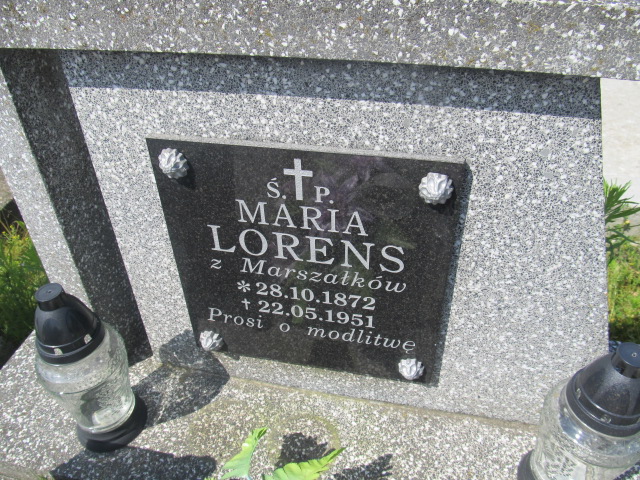 Ś. P.
MARIA
LORENS
z Marszałków
* 28.10.1872
† 22.05.1951
Prosi o modlitwę